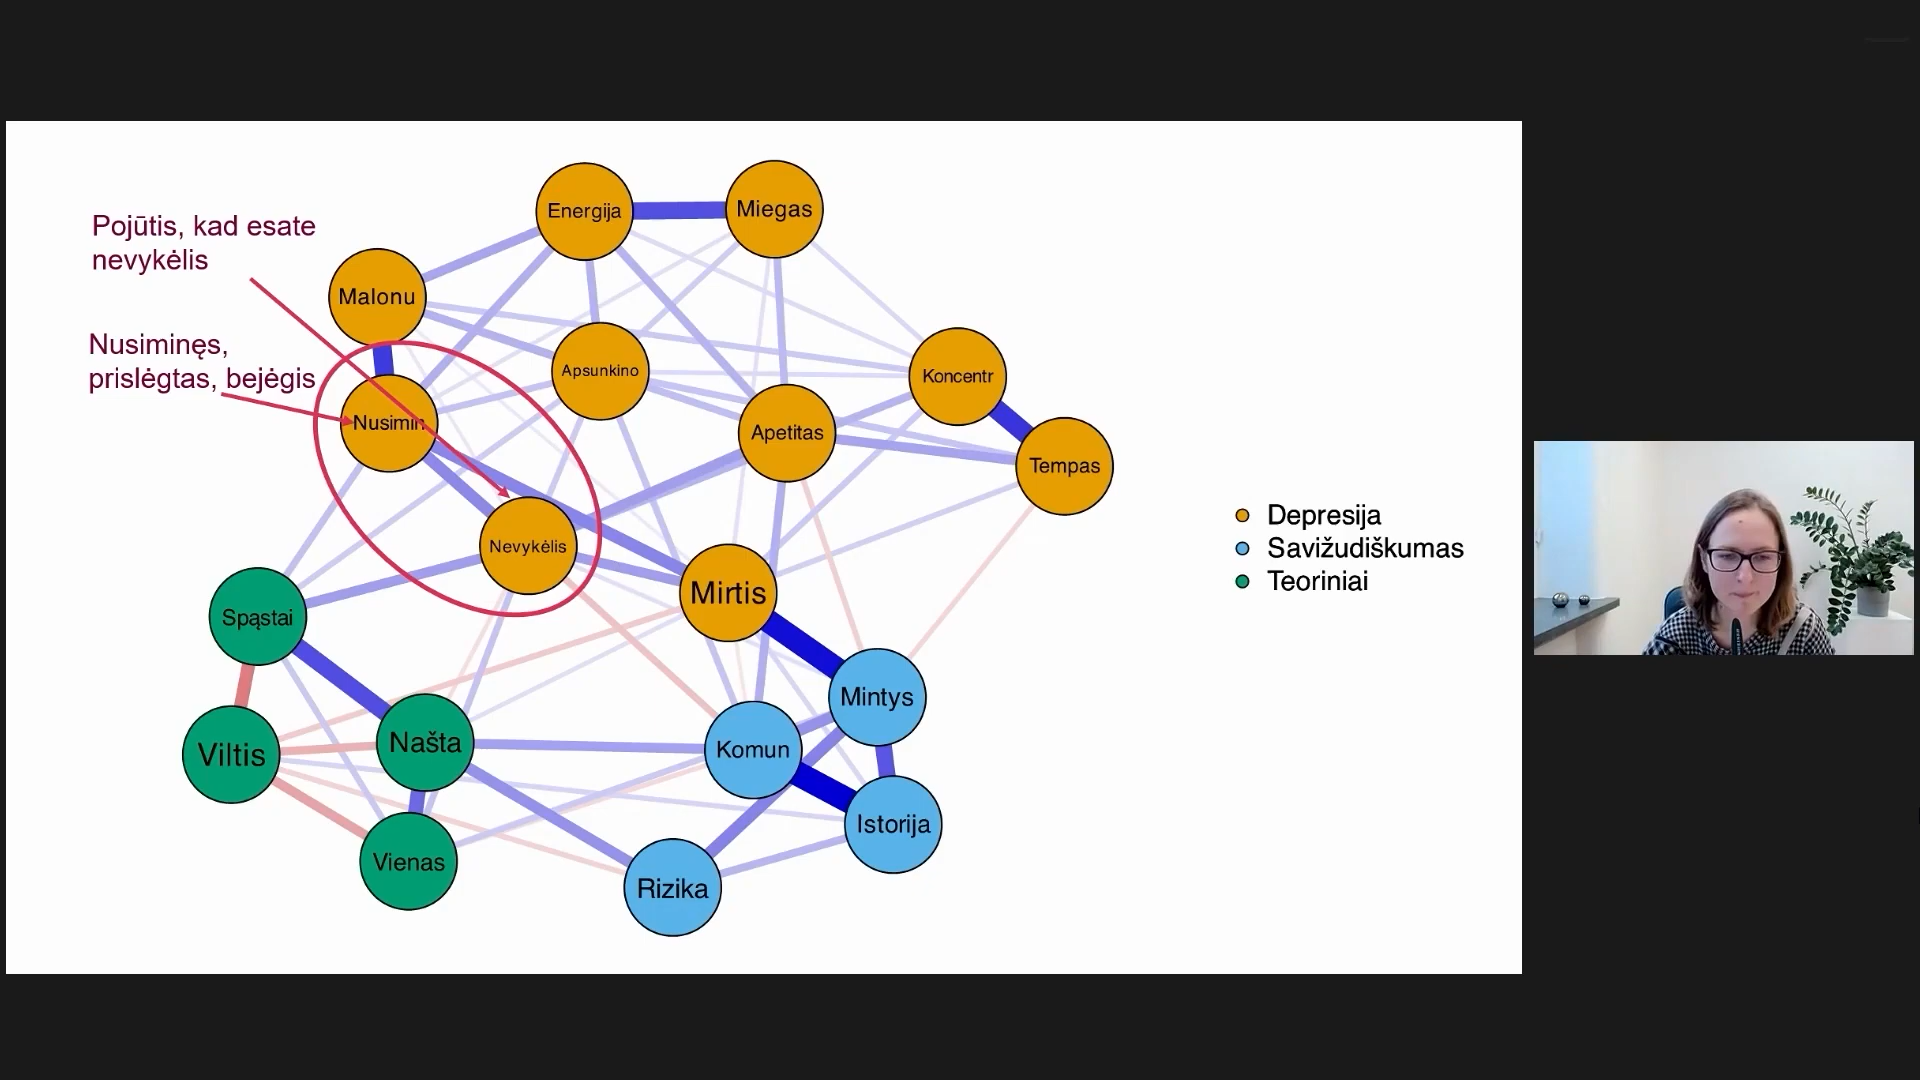 Pojūtis, kad esate
nevykėlis
Nusiminęs,
prislėgtas, bejėgis
Energija
Miegas
Malonu
Apsunkino
Koncentr
Nusimin
Apetitas
Tempas
Nevykėlis
Mirtis
Spąstai
Mintys
Viltis
Našta
Komun
Istorija
Vienas
Rizika
Depresija
Savižudiškumas
Teoriniai